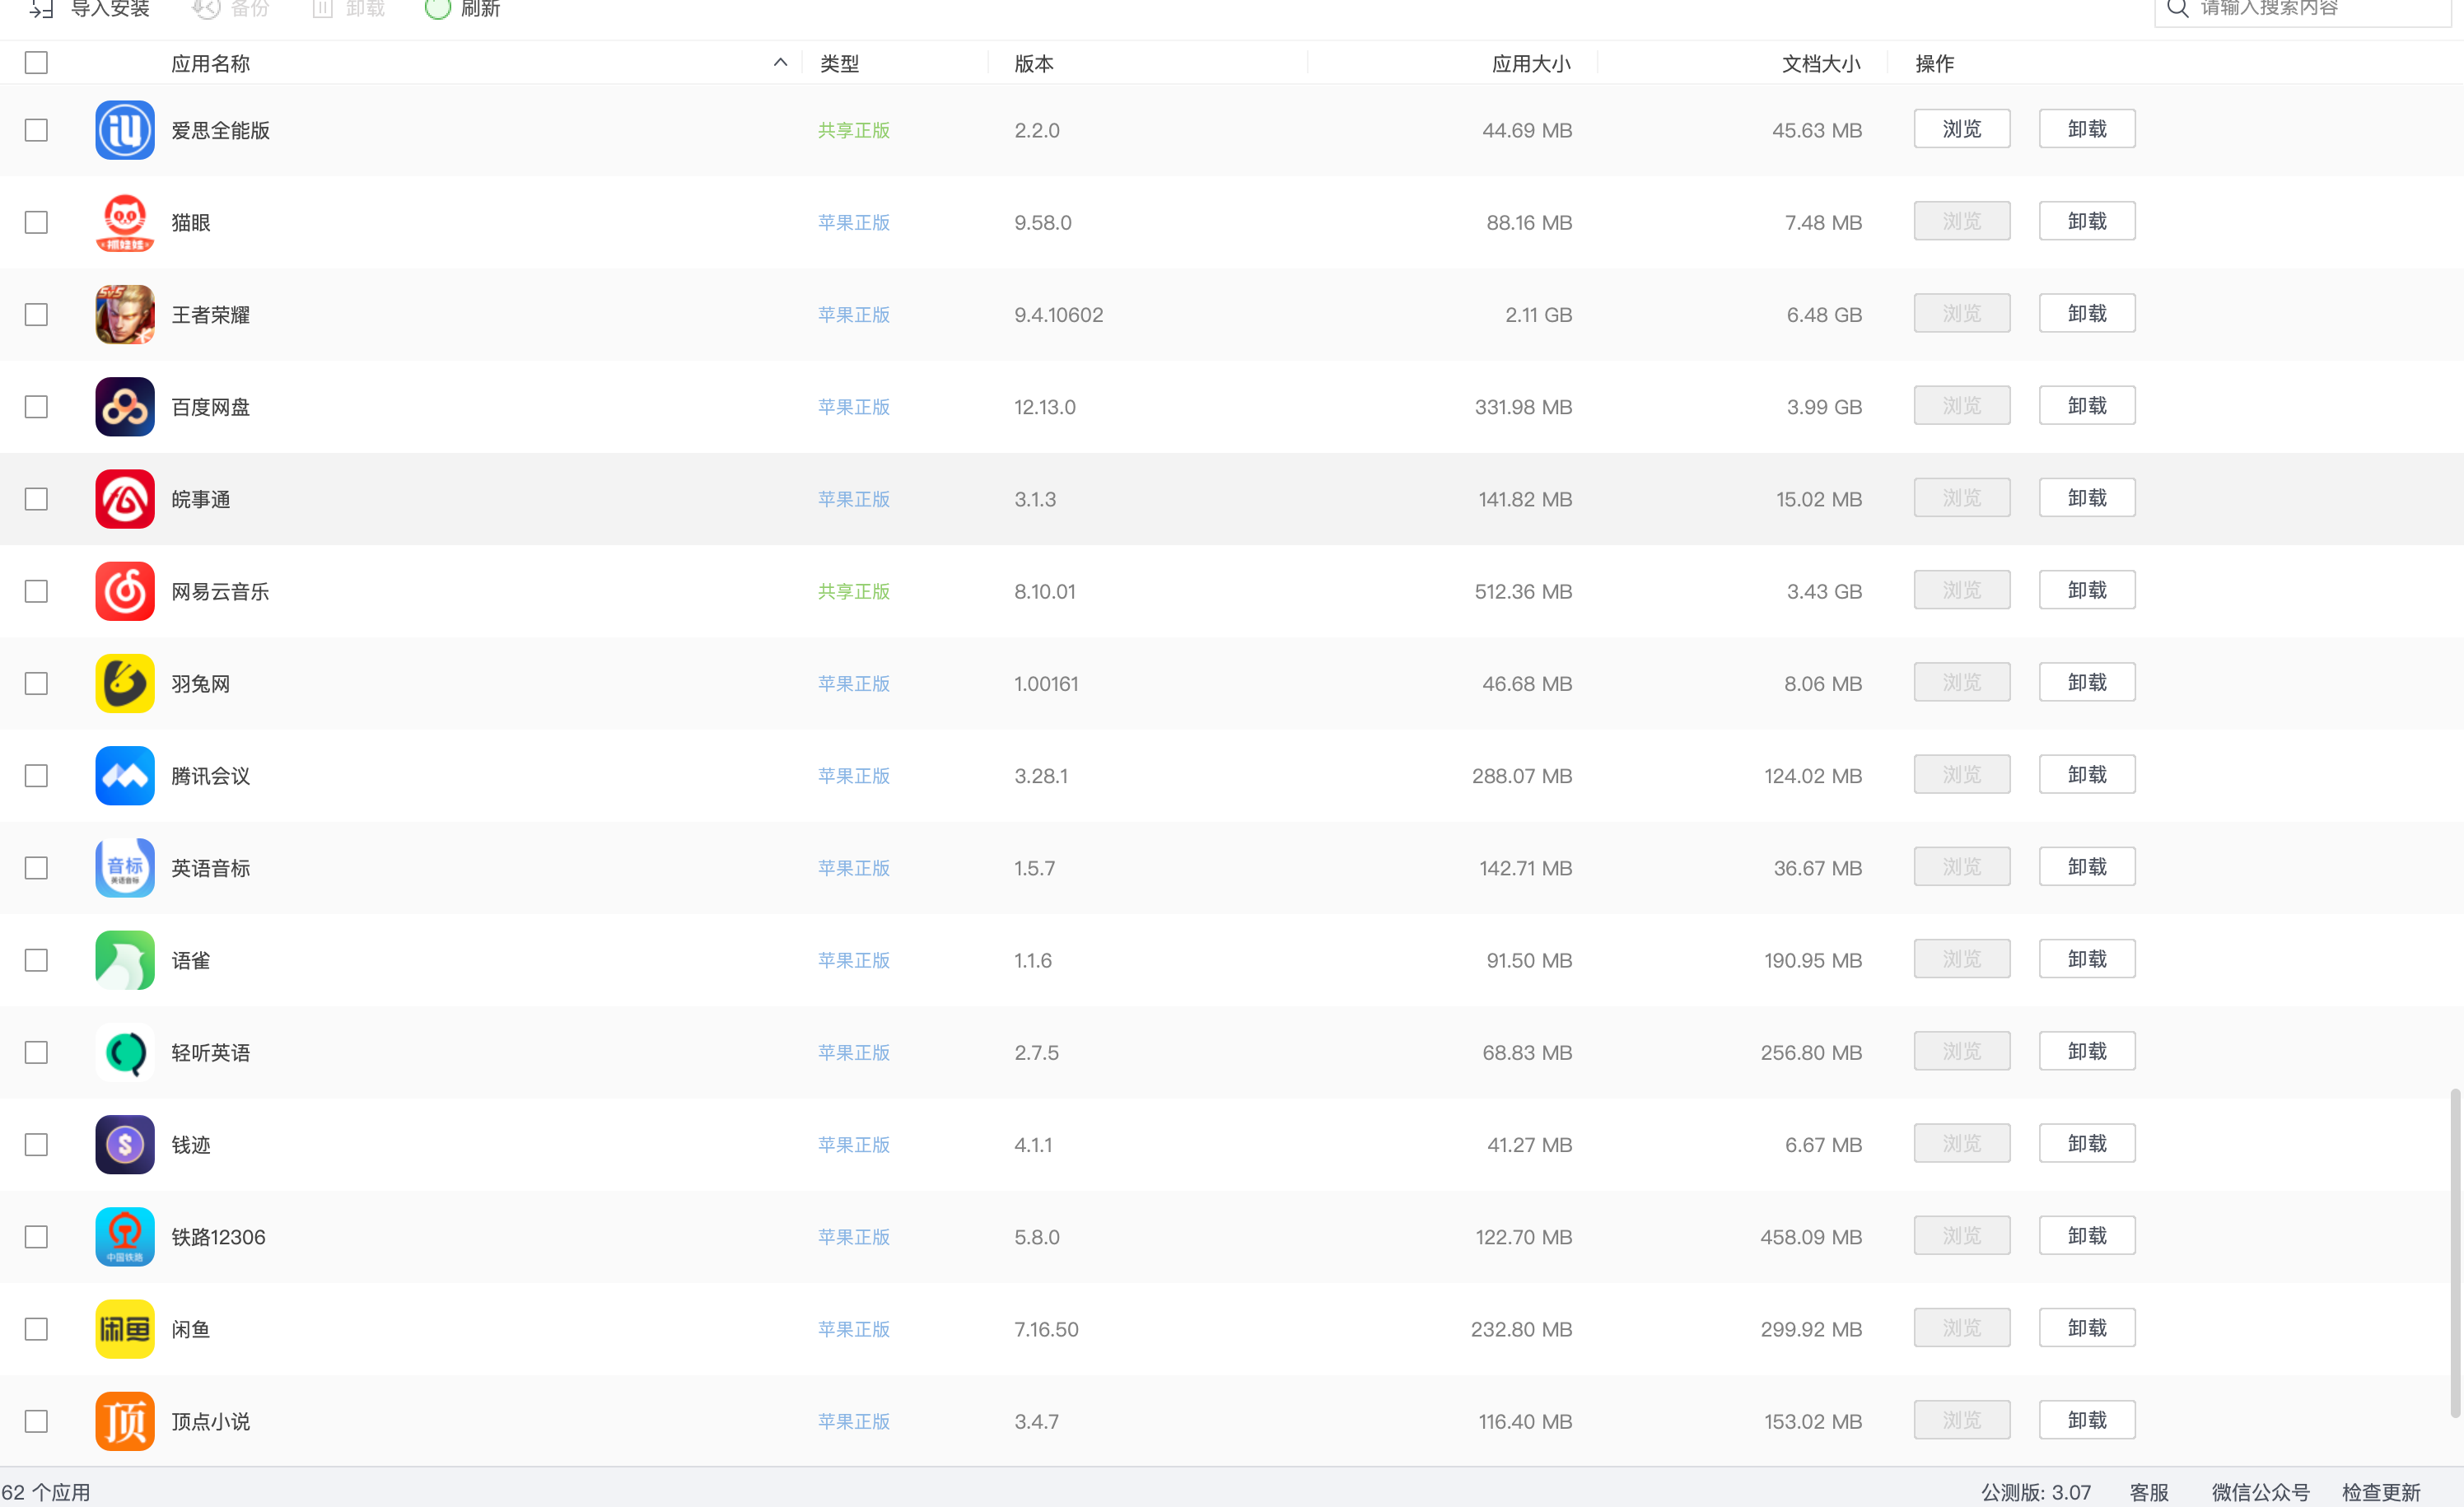 导入安装 备份 卸载 刷新 请输入搜索内容
应用名称 类型 版本 应用大小 文档大小 操作
爱思全能版 共享正版 2.2.0 44.69 MB 45.63 MB 浏览 卸载
抓娃娃
猫眼 苹果正版 9.58.0 88.16 MB 7.48 MB 浏览 卸载
5v5
王者荣耀 苹果正版 9.4.10602 2.11 GB 6.48 GB 浏览 卸载
百度网盘 苹果正版 12.13.0 331.98 MB 3.99 GB 浏览 卸载
皖事通 苹果正版 3.1.3 141.82 MB 15.02 MB 浏览 卸载
网易云音乐 共享正版 8.10.01 512.36 MB 3.43 GB 浏览 卸载
羽兔网 苹果正版 1.00161 46.68 MB 8.06 MB 浏览 卸载
腾讯会议 苹果正版 3.28.1 288.07 MB 124.02 MB 浏览 卸载
音标
英语音标
英语音标 苹果正版 1.5.7 142.71 MB 36.67 MB 浏览 卸载
语雀 苹果正版 1.1.6 91.50 MB 190.95 MB 浏览 卸载
轻听英语 苹果正版 2.7.5 68.83 MB 256.80 MB 浏览 卸载
$ 钱迹 苹果正版 4.1.1 41.27 MB 6.67 MB 浏览 卸载
铁路12306 苹果正版 5.8.0 122.70 MB 458.09 MB 浏览 卸载
中国铁路
闲鱼 闲鱼 苹果正版 7.16.50 232.80 MB 299.92 MB 浏览 卸载
顶 顶点小说 苹果正版 3.4.7 116.40 MB 153.02 MB 浏览 卸载
62 个应用 公测版: 3.07 客服 微信公众号 检查更新